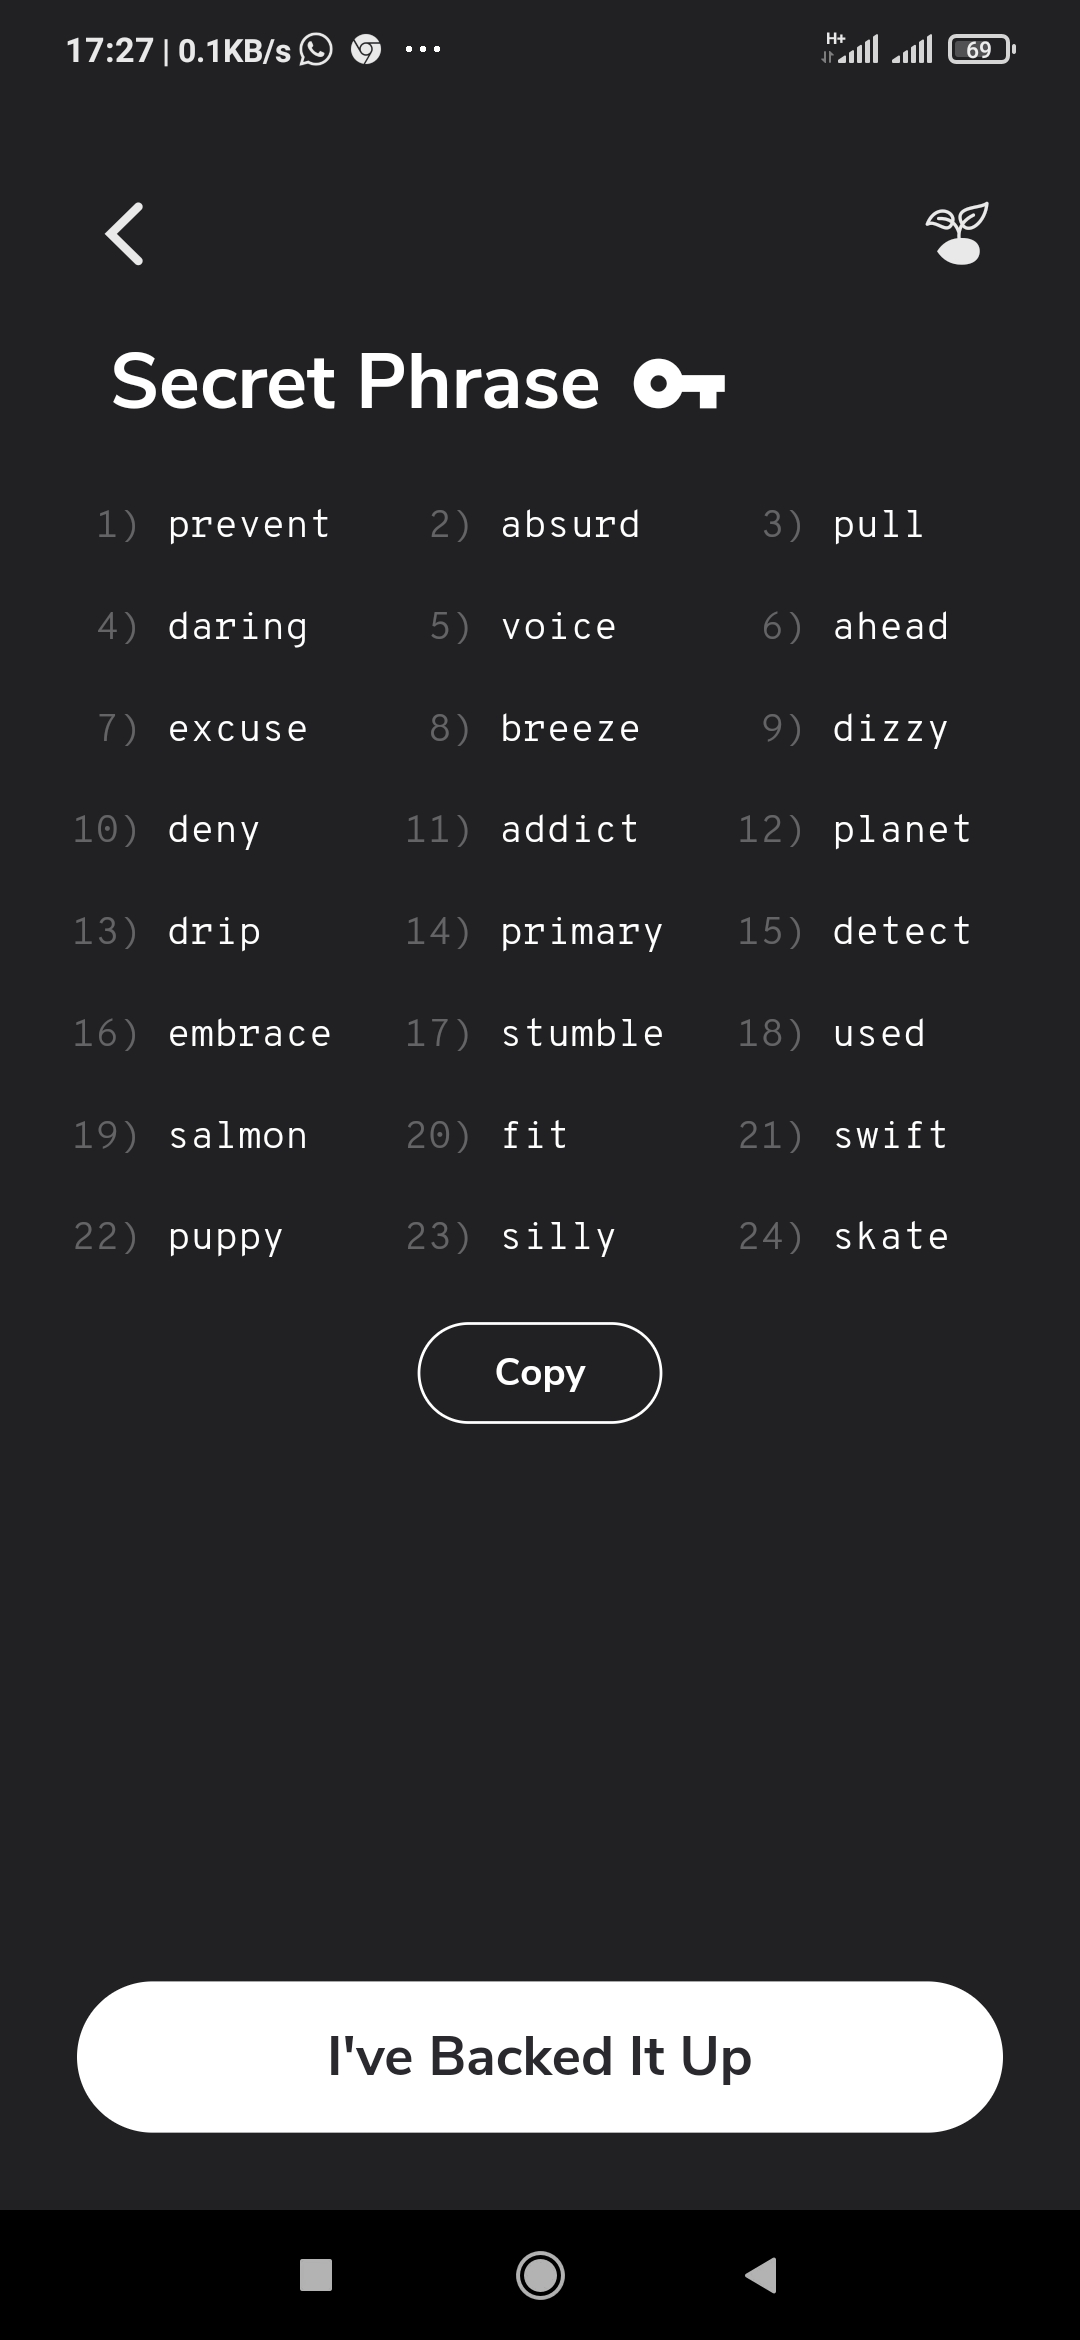 17:27 | 0.1KB/s H+ 69
Secret Phrase
1) prevent 2) absurd 3) pull
4) daring 5) voice 6) ahead
7) excuse 8) breeze 9) dizzy
10) deny 11) addict 12) planet
13) drip 14) primary 15) detect
16) embrace 17) stumble 18) used
19) salmon 20) fit 21) swift
22) puppy 23) silly 24) skate
Copy
I've Backed It Up